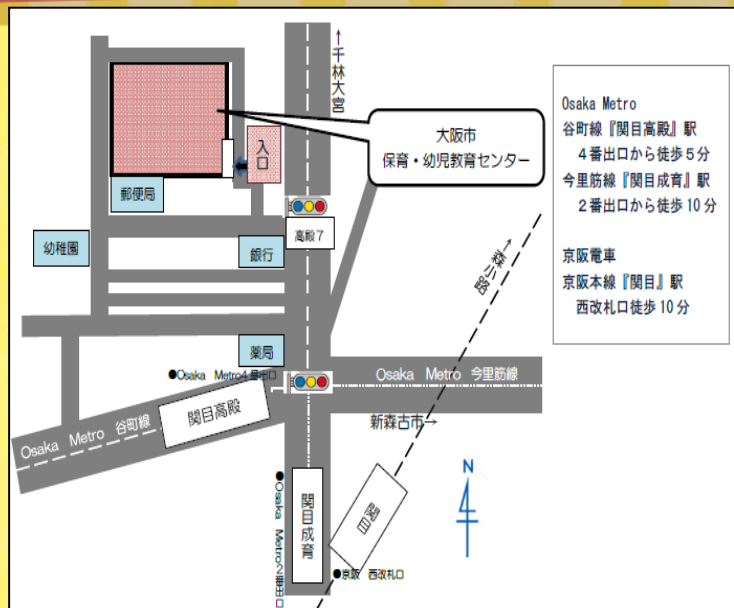 ↑千林大宮
大阪市
保育・幼児教育センター
入口
郵便局
幼稚園
銀行
高殿７
↑森小路
薬局
●Osaka Metro4番出口
Osaka Metro 今里筋線
関目高殿
Osaka Metro 谷町線
新森古市→
関目成育
関目
●Osaka Metro2番出口
●京阪 西改札口
N
Osaka Metro
谷町線『関目高殿』駅
４番出口から徒歩５分
今里筋線『関目成育』駅
２番出口から徒歩10分
京阪電車
京阪本線『関目』駅
西改札口徒歩10分